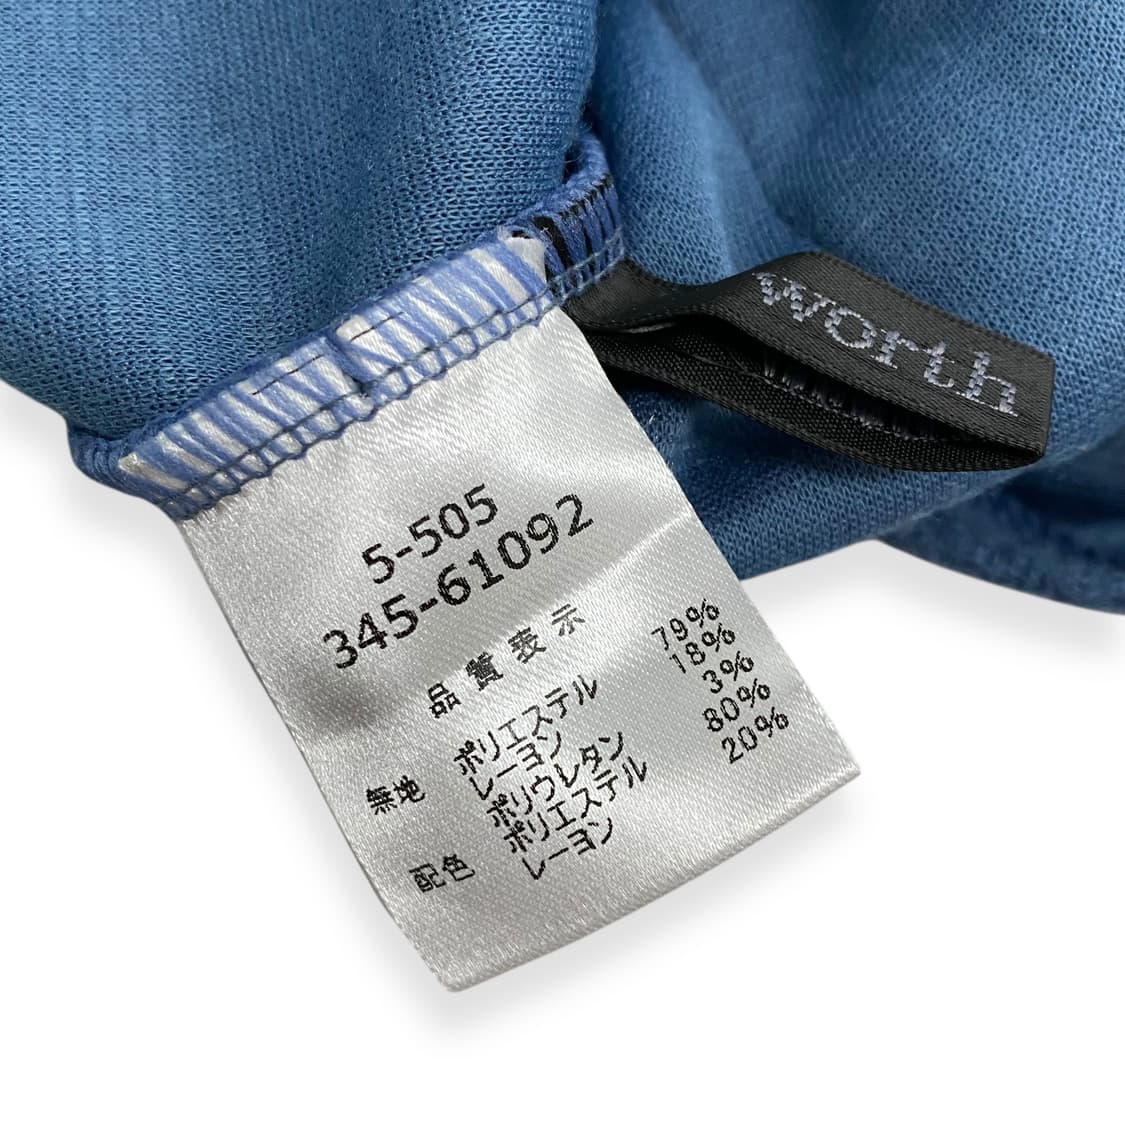 worth
5-505
345-61092
品質表示
無地 ポリエステル 79%
レーヨン 18%
ポリウレタン 3%
配色 ポリエステル 80%
レーヨン 20%